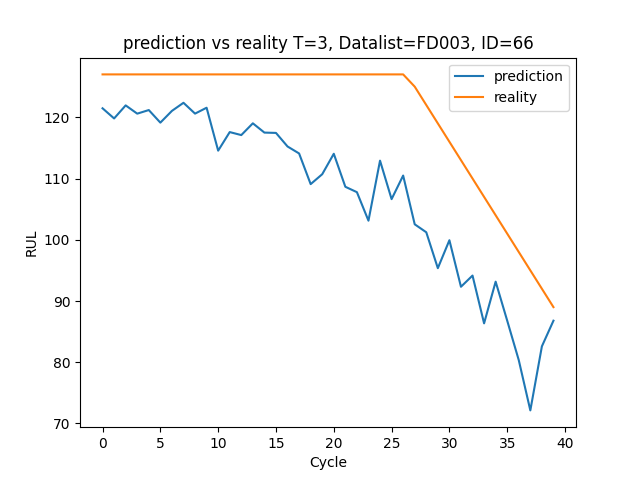 prediction vs reality T=3, Datalist=FD003, ID=66
prediction
reality
RUL
120
110
100
90
80
70
0 5 10 15 20 25 30 35 40
Cycle